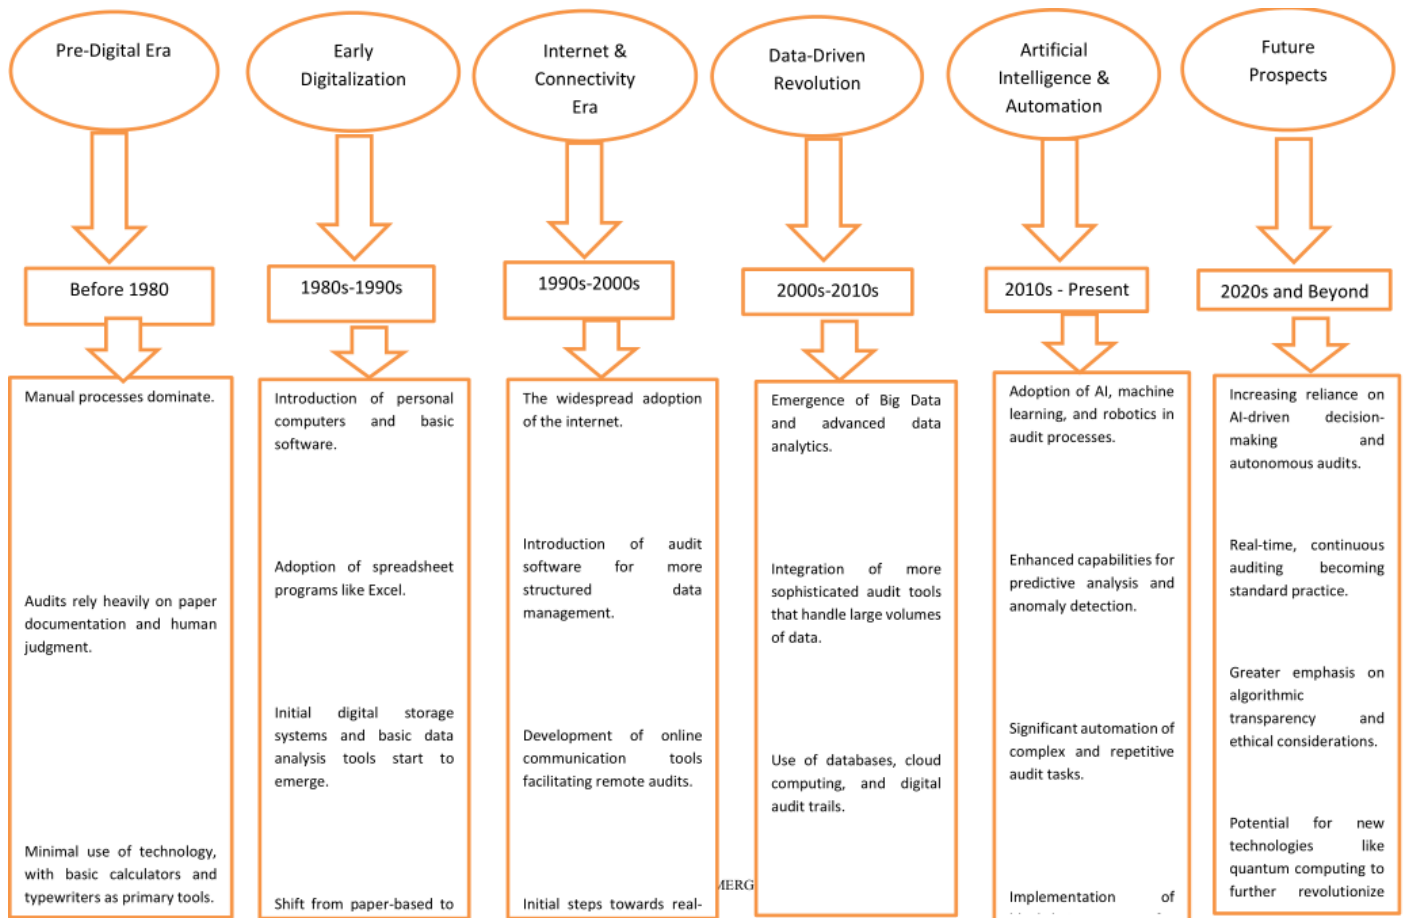 Pre-Digital Era
Before 1980
Manual processes dominate.
Audits rely heavily on paper
documentation and human
judgment.
Minimal use of technology,
with basic calculators and
typewriters as primary tools.
Early
Digitalization
1980s-1990s
Introduction of personal
computers and basic
software.
Adoption of spreadsheet
programs like Excel.
Initial digital storage
systems and basic data
analysis tools start to
emerge.
Shift from paper-based to
Internet &
Connectivity
Era
1990s-2000s
The widespread adoption
of the internet.
Introduction of audit
software for more
structured data
management.
Development of online
communication tools
facilitating remote audits.
Initial steps towards real-
Data-Driven
Revolution
2000s-2010s
Emergence of Big Data
and advanced data
analytics.
Integration of more
sophisticated audit tools
that handle large volumes
of data.
Use of databases, cloud
computing, and digital
audit trails.
Artificial
Intelligence &
Automation
2010s - Present
Adoption of AI, machine
learning, and robotics in
audit processes.
Enhanced capabilities for
predictive analysis and
anomaly detection.
Significant automation of
complex and repetitive
audit tasks.
Implementation of
Future
Prospects
2020s and Beyond
Increasing reliance on
AI-driven decision-
making and
autonomous audits.
Real-time, continuous
auditing becoming
standard practice.
Greater emphasis on
algorithmic
transparency and
ethical considerations.
Potential for new
technologies like
quantum computing to
further revolutionize
MERG